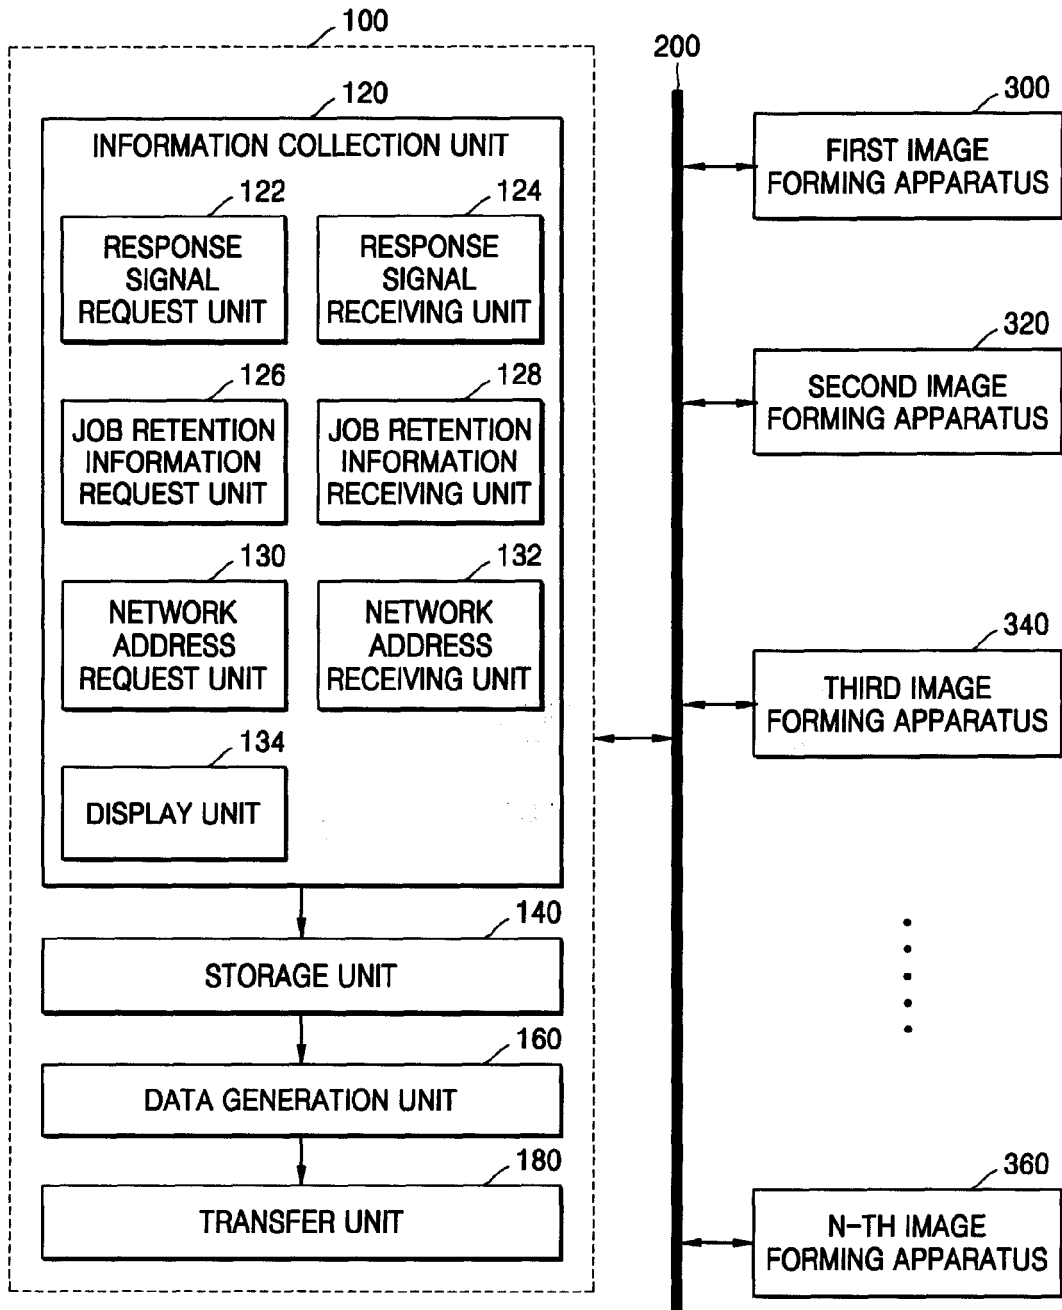 100
120
INFORMATION COLLECTION UNIT
122
RESPONSE
SIGNAL
REQUEST UNIT
124
RESPONSE
SIGNAL
RECEIVING UNIT
126
JOB RETENTION
INFORMATION
REQUEST UNIT
128
JOB RETENTION
INFORMATION
RECEIVING UNIT
130
NETWORK
ADDRESS
REQUEST UNIT
132
NETWORK
ADDRESS
RECEIVING UNIT
134
DISPLAY UNIT
140
STORAGE UNIT
160
DATA GENERATION UNIT
180
TRANSFER UNIT
200
300
FIRST IMAGE
FORMING APPARATUS
320
SECOND IMAGE
FORMING APPARATUS
340
THIRD IMAGE
FORMING APPARATUS
360
N-TH IMAGE
FORMING APPARATUS